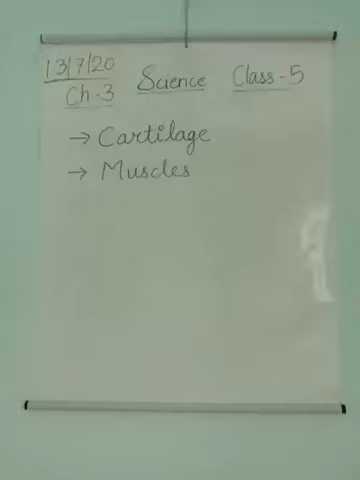 13/7/20 Science Class-5
Ch-3
→ Cartilage
→ Muscles